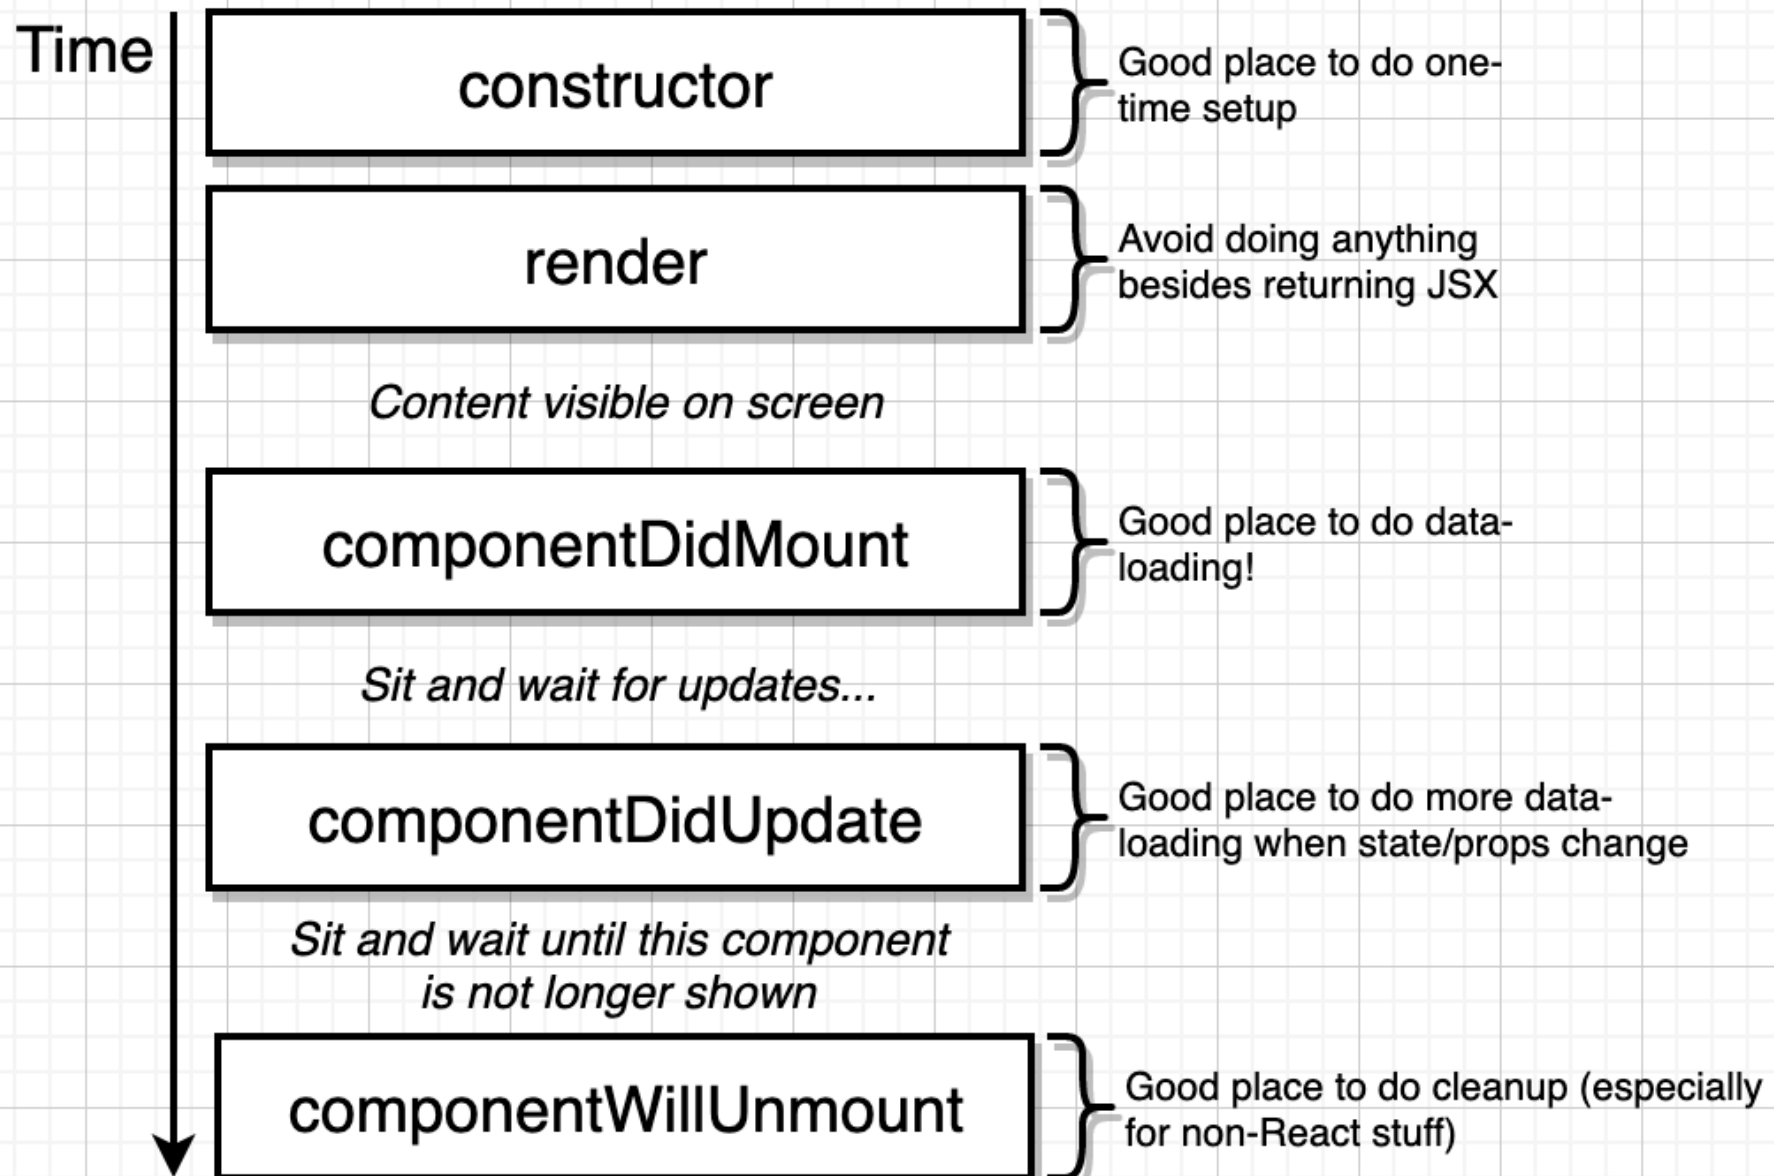 Time
constructor
Good place to do one-
time setup
render
Avoid doing anything
besides returning JSX
Content visible on screen
componentDidMount
Good place to do data-
loading!
Sit and wait for updates...
componentDidUpdate
Good place to do more data-
loading when state/props change
Sit and wait until this component
is not longer shown
componentWillUnmount
Good place to do cleanup (especially
for non-React stuff)